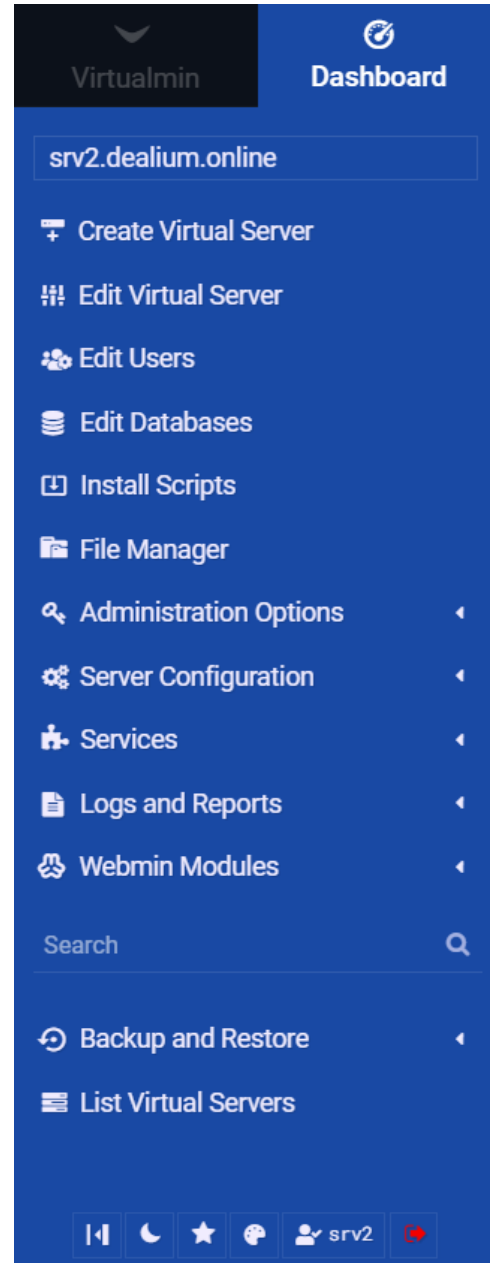 Virtualmin
Dashboard
srv2.dealium.online
Create Virtual Server
Edit Virtual Server
Edit Users
Edit Databases
Install Scripts
File Manager
Administration Options
Server Configuration
Services
Logs and Reports
Webmin Modules
Search
Backup and Restore
List Virtual Servers
srv2